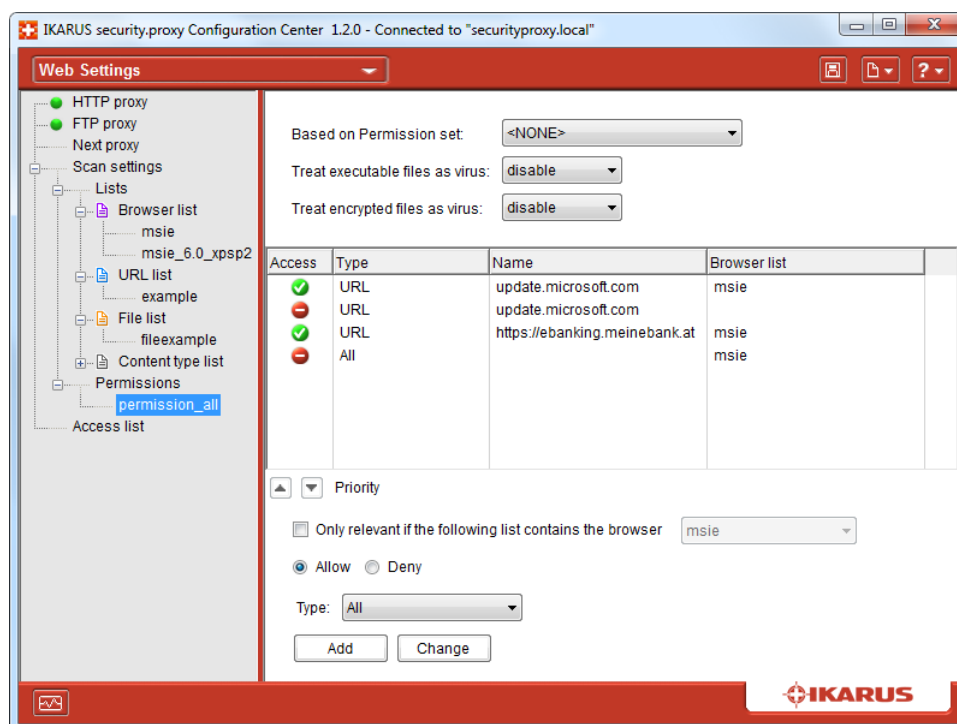 IKARUS security.proxy Configuration Center 1.2.0 - Connected to "securityproxy.local"
Web Settings
?
HTTP proxy
FTP proxy
Next proxy
Scan settings
Lists
Browser list
msie
msie_6.0_xpsp2
URL list
example
File list
fileexample
Content type list
Permissions
permission_all
Access list
Based on Permission set: <NONE>
Treat executable files as virus: disable
Treat encrypted files as virus: disable
Access Type Name Browser list
URL update.microsoft.com msie
URL update.microsoft.com
URL https://ebanking.meinebank.at msie
All msie
Priority
Only relevant if the following list contains the browser msie
Allow Deny
Type: All
Add Change
IKARUS